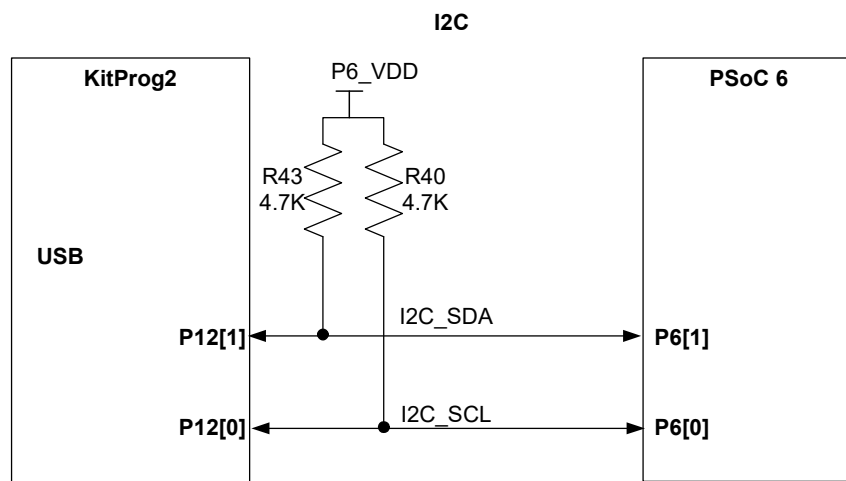 I2C
KitProg2
P6_VDD
PSoC 6
R43
4.7K
R40
4.7K
USB
P12[1]
I2C_SDA
P6[1]
P12[0]
I2C_SCL
P6[0]